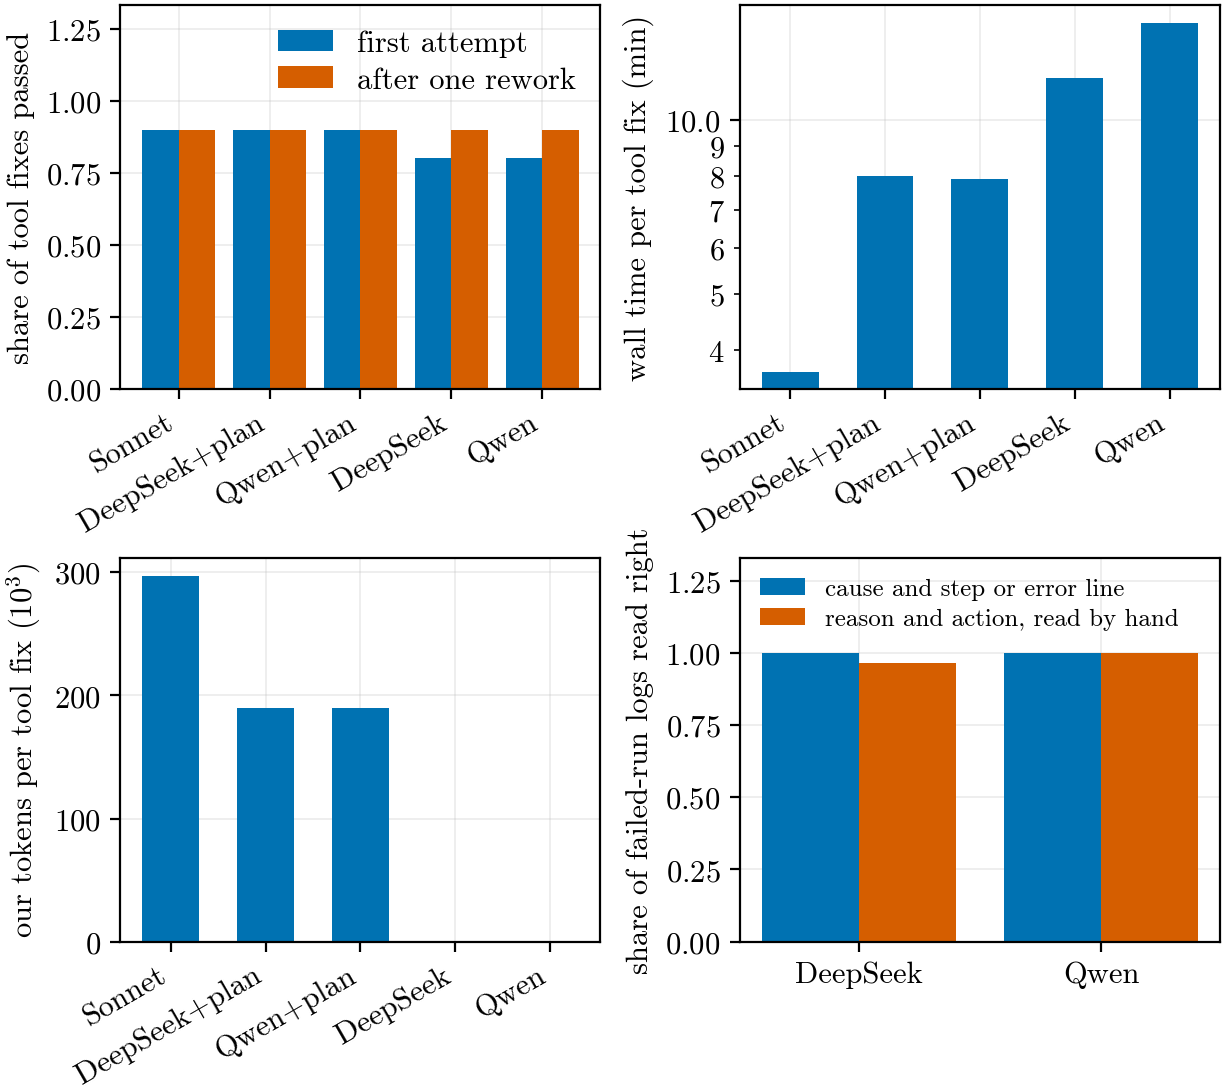 share of tool fixes passed
1.25
1.00
0.75
0.50
0.25
0.00
first attempt
after one rework
Sonnet
DeepSeek+plan
Qwen+plan
DeepSeek
Qwen
wall time per tool fix (min)
10.0
9
8
7
6
5
4
Sonnet
DeepSeek+plan
Qwen+plan
DeepSeek
Qwen
our tokens per tool fix (10³)
300
200
100
0
Sonnet
DeepSeek+plan
Qwen+plan
DeepSeek
Qwen
share of failed-run logs read right
1.25
1.00
0.75
0.50
0.25
0.00
cause and step or error line
reason and action, read by hand
DeepSeek
Qwen